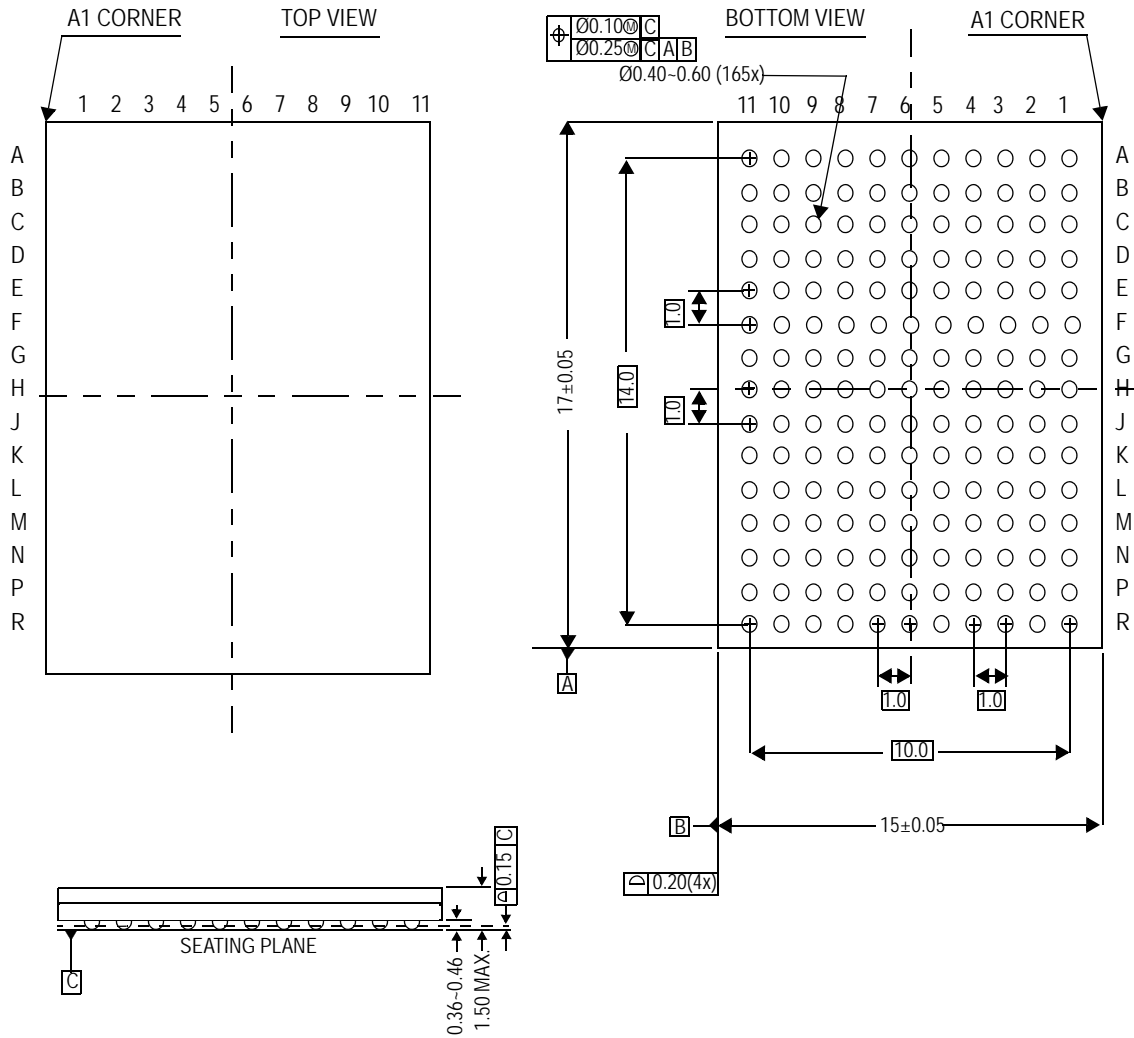 A1 CORNER
TOP VIEW
1 2 3 4 5 6 7 8 9 10 11
A
B
C
D
E
F
G
H
J
K
L
M
N
P
R
Ø0.10Ⓜ C
Ø0.25Ⓜ C A B
Ø0.40~0.60 (165x)
BOTTOM VIEW
A1 CORNER
11 10 9 8 7 6 5 4 3 2 1
A
B
C
D
E
F
G
H
J
K
L
M
N
P
R
1.0
1.0
14.0
17±0.05
A
1.0
1.0
10.0
B
15±0.05
0.20(4x)
0.15 C
SEATING PLANE
C
0.36~0.46
1.50 MAX.